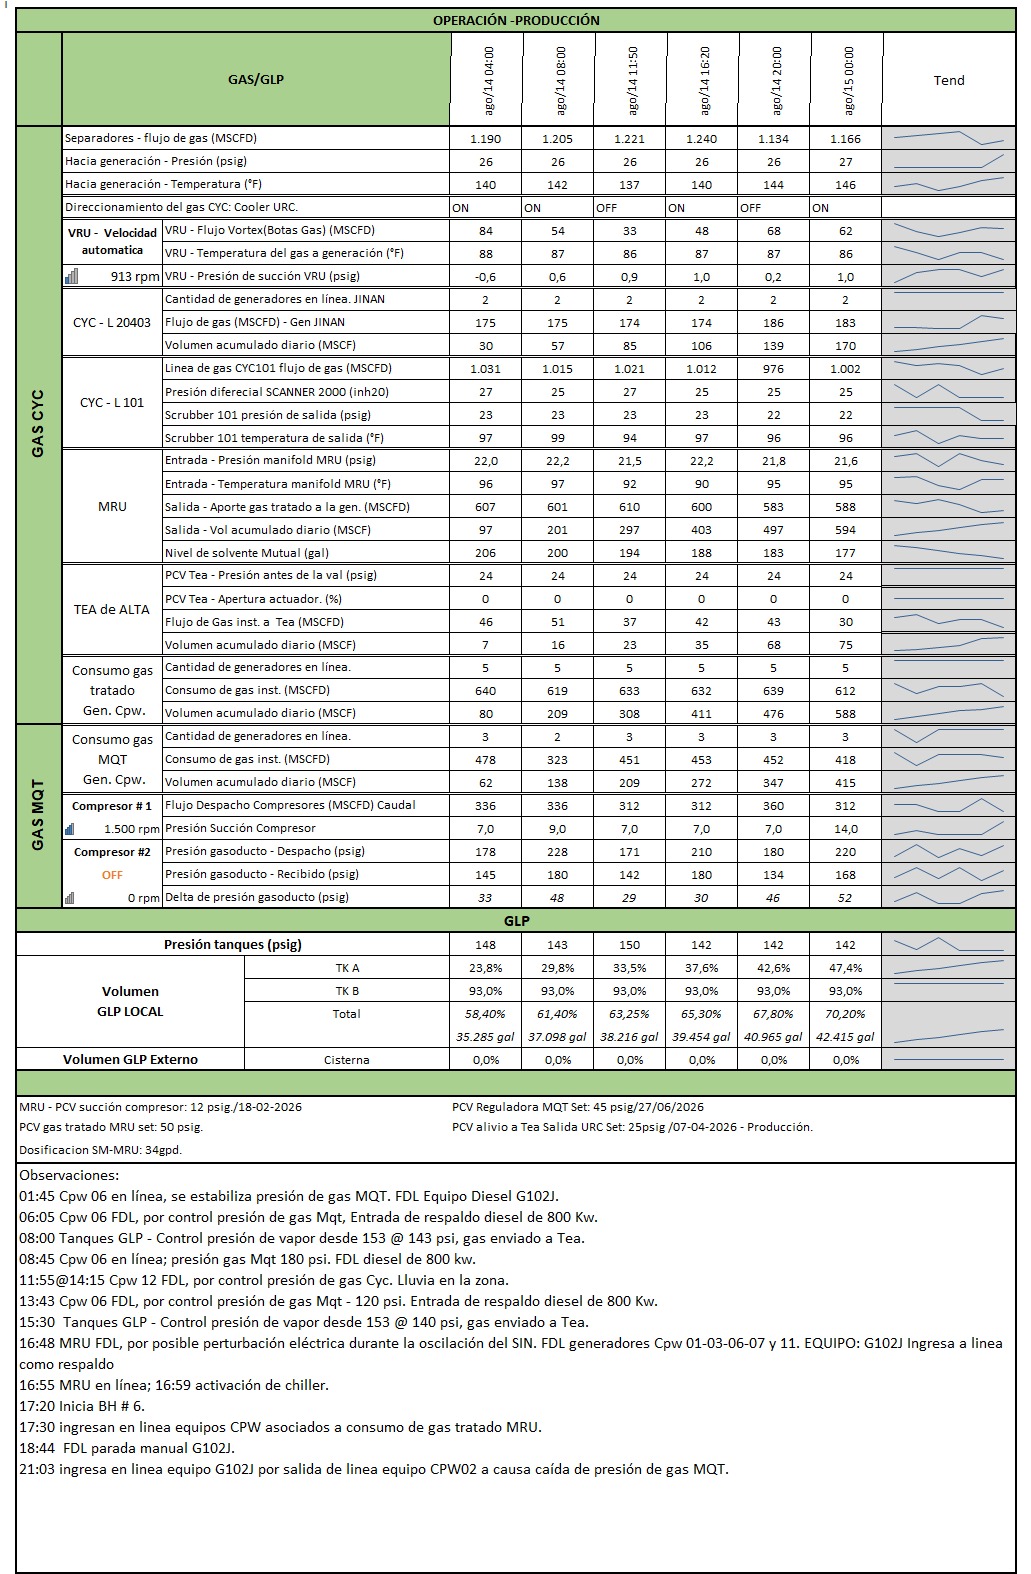 OPERACIÓN -PRODUCCIÓN
GAS/GLP ago/14 04:00 ago/14 08:00 ago/14 11:50 ago/14 16:20 ago/14 20:00 ago/15 00:00 Tend
GAS CYC
Separadores - flujo de gas (MSCFD) 1.190 1.205 1.221 1.240 1.134 1.166
Hacia generación - Presión (psig) 26 26 26 26 26 27
Hacia generación - Temperatura (°F) 140 142 137 140 144 146
Direccionamiento del gas CYC: Cooler URC. ON ON OFF ON OFF ON
VRU - Velocidad automatica
913 rpm
VRU - Flujo Vortex(Botas Gas) (MSCFD) 84 54 33 48 68 62
VRU - Temperatura del gas a generación (°F) 88 87 86 87 87 86
VRU - Presión de succión VRU (psig) -0,6 0,6 0,9 1,0 0,2 1,0
CYC - L 20403
Cantidad de generadores en línea. JINAN 2 2 2 2 2 2
Flujo de gas (MSCFD) - Gen JINAN 175 175 174 174 186 183
Volumen acumulado diario (MSCF) 30 57 85 106 139 170
CYC - L 101
Linea de gas CYC101 flujo de gas (MSCFD) 1.031 1.015 1.021 1.012 976 1.002
Presión diferecial SCANNER 2000 (inh20) 27 25 27 25 25 25
Scrubber 101 presión de salida (psig) 23 23 23 23 22 22
Scrubber 101 temperatura de salida (°F) 97 99 94 97 96 96
MRU
Entrada - Presión manifold MRU (psig) 22,0 22,2 21,5 22,2 21,8 21,6
Entrada - Temperatura manifold MRU (°F) 96 97 92 90 95 95
Salida - Aporte gas tratado a la gen. (MSCFD) 607 601 610 600 583 588
Salida - Vol acumulado diario (MSCF) 97 201 297 403 497 594
Nivel de solvente Mutual (gal) 206 200 194 188 183 177
TEA de ALTA
PCV Tea - Presión antes de la val (psig) 24 24 24 24 24 24
PCV Tea - Apertura actuador. (%) 0 0 0 0 0 0
Flujo de Gas inst. a Tea (MSCFD) 46 51 37 42 43 30
Volumen acumulado diario (MSCF) 7 16 23 35 68 75
Consumo gas tratado Gen. Cpw.
Cantidad de generadores en línea. 5 5 5 5 5 5
Consumo de gas inst. (MSCFD) 640 619 633 632 639 612
Volumen acumulado diario (MSCF) 80 209 308 411 476 588
GAS MQT
Consumo gas MQT Gen. Cpw.
Cantidad de generadores en línea. 3 2 3 3 3 3
Consumo de gas inst. (MSCFD) 478 323 451 453 452 418
Volumen acumulado diario (MSCF) 62 138 209 272 347 415
Compresor # 1
1.500 rpm
Flujo Despacho Compresores (MSCFD) Caudal 336 336 312 312 360 312
Presión Succión Compresor 7,0 9,0 7,0 7,0 7,0 14,0
Compresor #2
OFF
0 rpm
Presión gasoducto - Despacho (psig) 178 228 171 210 180 220
Presión gasoducto - Recibido (psig) 145 180 142 180 134 168
Delta de presión gasoducto (psig) 33 48 29 30 46 52
GLP
Presión tanques (psig) 148 143 150 142 142 142
Volumen GLP LOCAL
TK A 23,8% 29,8% 33,5% 37,6% 42,6% 47,4%
TK B 93,0% 93,0% 93,0% 93,0% 93,0% 93,0%
Total 58,40% 61,40% 63,25% 65,30% 67,80% 70,20%
35.285 gal 37.098 gal 38.216 gal 39.454 gal 40.965 gal 42.415 gal
Volumen GLP Externo Cisterna 0,0% 0,0% 0,0% 0,0% 0,0% 0,0%
MRU - PCV succión compresor: 12 psig./18-02-2026 PCV Reguladora MQT Set: 45 psig/27/06/2026
PCV gas tratado MRU set: 50 psig. PCV alivio a Tea Salida URC Set: 25psig /07-04-2026 - Producción.
Dosificacion SM-MRU: 34gpd.
Observaciones:
01:45 Cpw 06 en línea, se estabiliza presión de gas MQT. FDL Equipo Diesel G102J.
06:05 Cpw 06 FDL, por control presión de gas Mqt, Entrada de respaldo diesel de 800 Kw.
08:00 Tanques GLP - Control presión de vapor desde 153 @ 143 psi, gas enviado a Tea.
08:45 Cpw 06 en línea; presión gas Mqt 180 psi. FDL diesel de 800 kw.
11:55@14:15 Cpw 12 FDL, por control presión de gas Cyc. Lluvia en la zona.
13:43 Cpw 06 FDL, por control presión de gas Mqt - 120 psi. Entrada de respaldo diesel de 800 Kw.
15:30 Tanques GLP - Control presión de vapor desde 153 @ 140 psi, gas enviado a Tea.
16:48 MRU FDL, por posible perturbación eléctrica durante la oscilación del SIN. FDL generadores Cpw 01-03-06-07 y 11. EQUIPO: G102J Ingresa a linea
como respaldo
16:55 MRU en línea; 16:59 activación de chiller.
17:20 Inicia BH # 6.
17:30 ingresan en linea equipos CPW asociados a consumo de gas tratado MRU.
18:44 FDL parada manual G102J.
21:03 ingresa en linea equipo G102J por salida de linea equipo CPW02 a causa caída de presión de gas MQT.